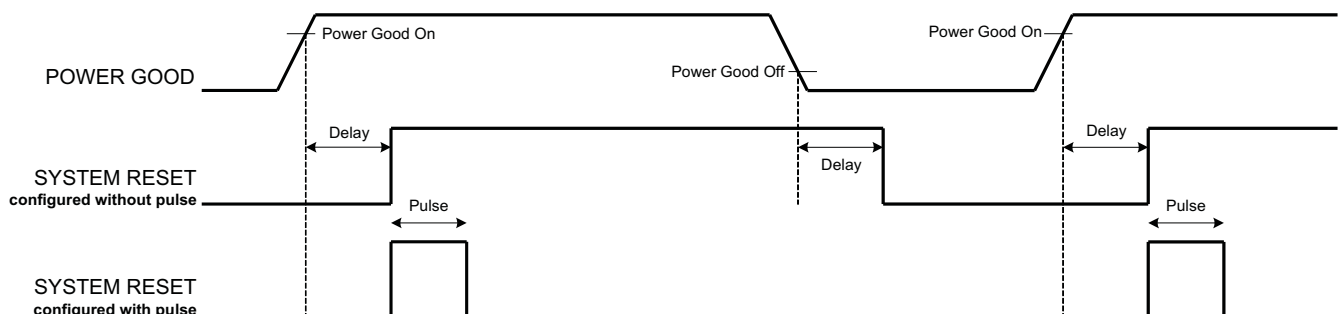 Power Good On
Power Good On
POWER GOOD
Power Good Off
Delay
Delay
Delay
SYSTEM RESET
configured without pulse
Pulse
Pulse
SYSTEM RESET
configured with pulse